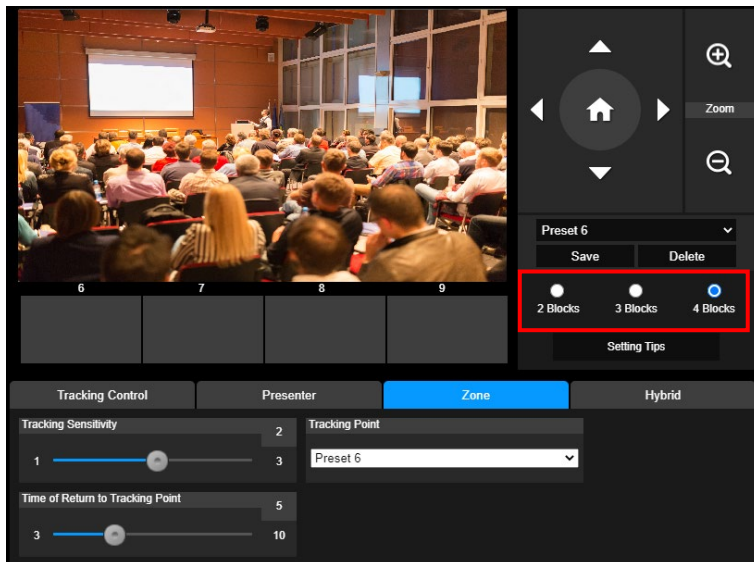 Zoom
Preset 6
Save Delete
6 7 8 9
2 Blocks 3 Blocks 4 Blocks
Setting Tips
Tracking Control Presenter Zone Hybrid
Tracking Sensitivity 2
1 3
Tracking Point
Preset 6
Time of Return to Tracking Point 5
3 10